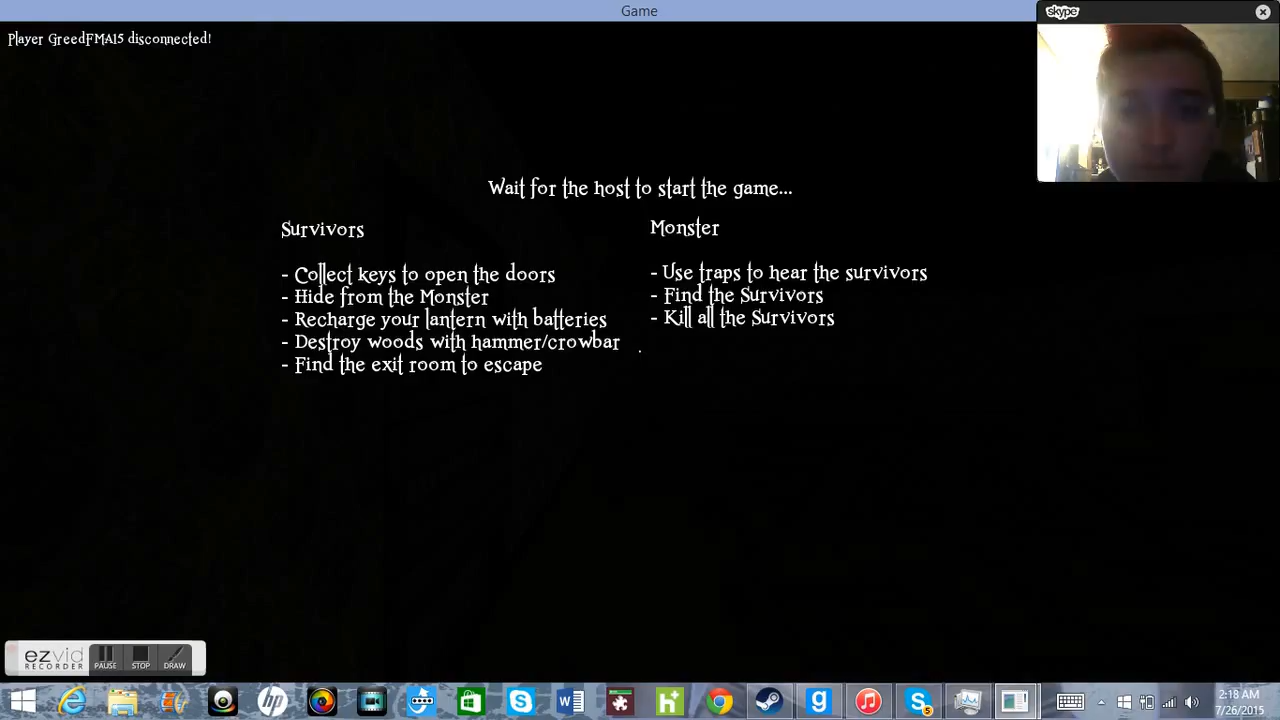 Game
skype
Player GreedFMA15 disconnected!
Wait for the host to start the game...
Survivors
- Collect keys to open the doors
- Hide from the Monster
- Recharge your lantern with batteries
- Destroy woods with hammer/crowbar
- Find the exit room to escape
Monster
- Use traps to hear the survivors
- Find the Survivors
- Kill all the Survivors
ezvid
RECORDER
PAUSE
STOP
DRAW
hp
W
h+
g
S
5
2:18 AM
7/26/2015